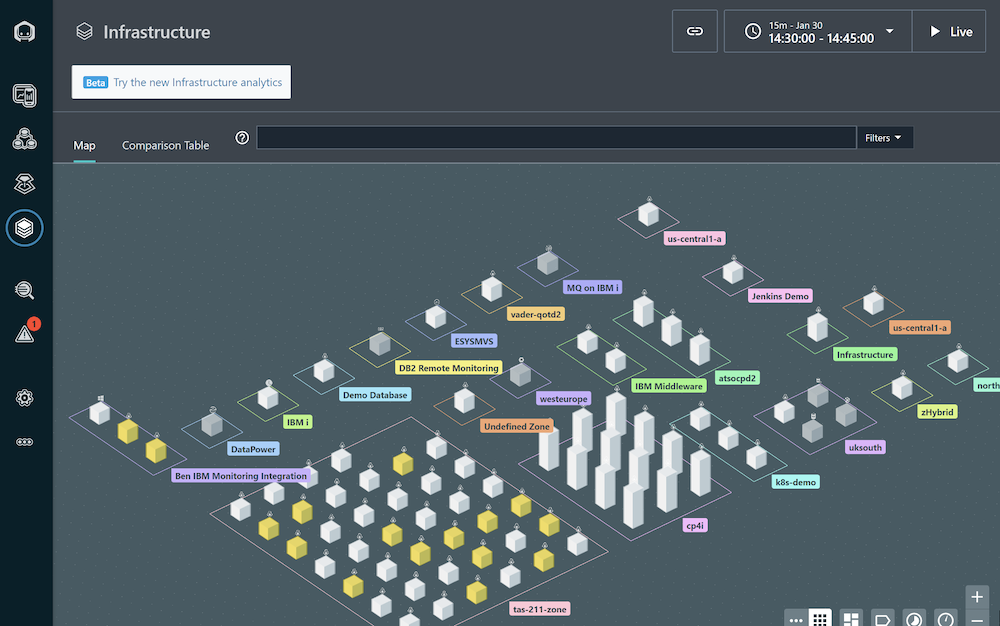 Infrastructure
15m - Jan 30
14:30:00 - 14:45:00
Live
Beta Try the new Infrastructure analytics
Map
Comparison Table
Filters
1
us-central1-a
MQ on IBM i
Jenkins Demo
vader-qotd2
us-central1-a
ESYSMVS
Infrastructure
DB2 Remote Monitoring
atsocpd2
IBM Middleware
north
Demo Database
westeurope
zHybrid
IBM i
Undefined Zone
DataPower
uksouth
Ben IBM Monitoring Integration
k8s-demo
cp4i
tas-211-zone